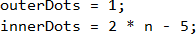 outerDots = 1;
innerDots = 2 * n - 5;